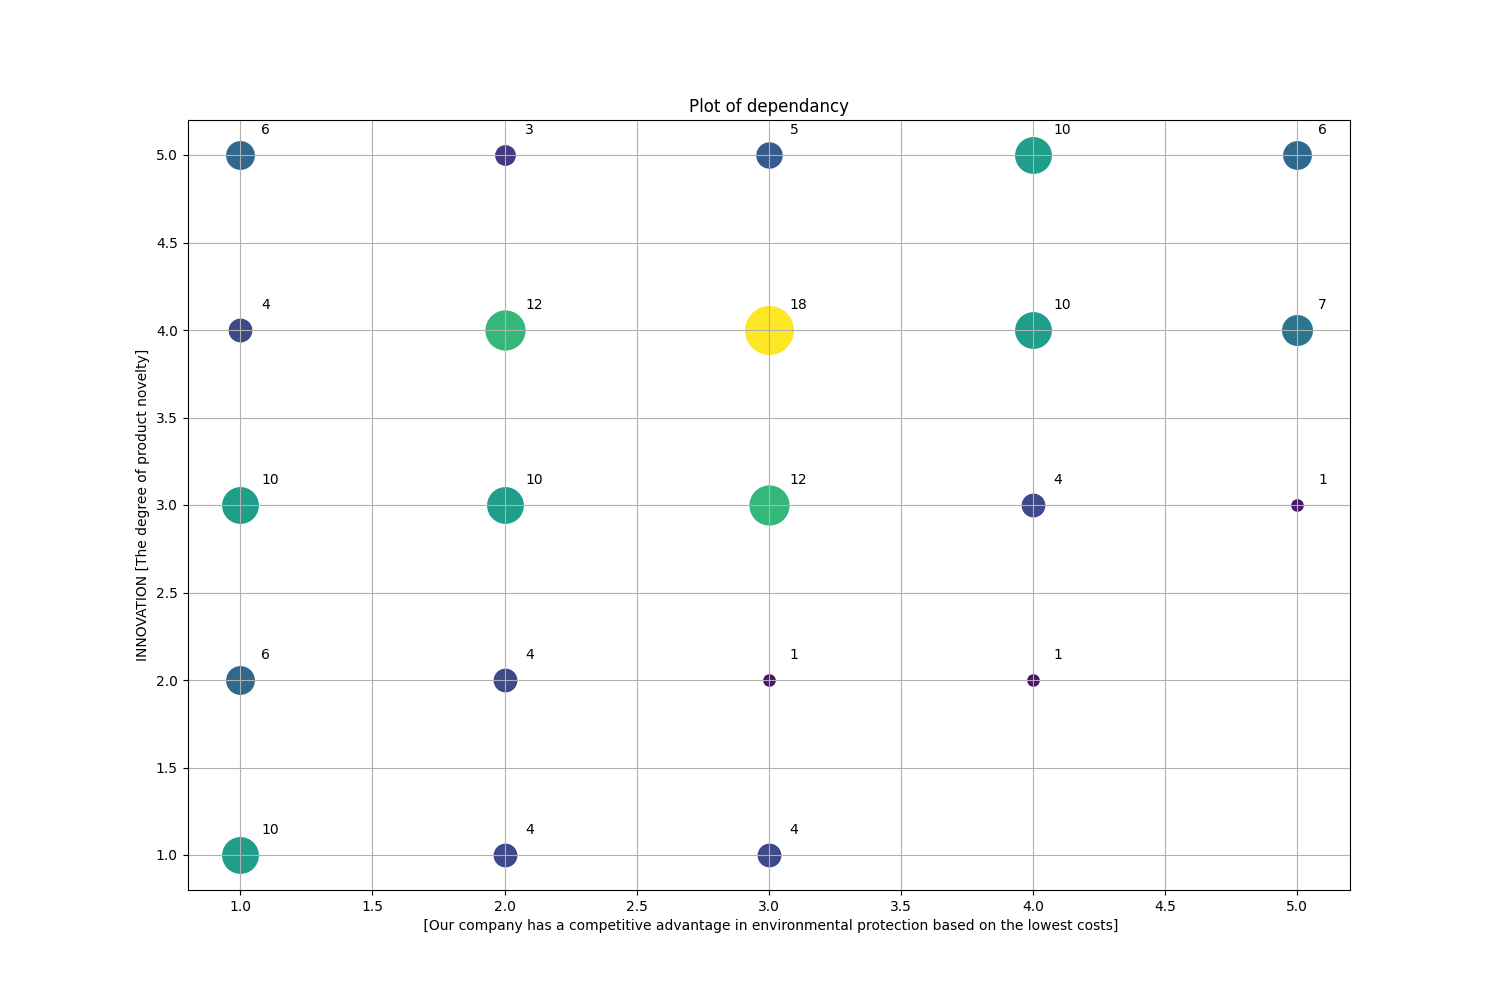 Plot of dependancy
6 3 5 10 6
5.0
4.5
4 12 18 10 7
4.0
3.5
10 10 12 4 1
3.0
2.5
6 4 1 1
2.0
1.5
10 4 4
1.0
INNOVATION [The degree of product novelty]
1.0 1.5 2.0 2.5 3.0 3.5 4.0 4.5 5.0
[Our company has a competitive advantage in environmental protection based on the lowest costs]